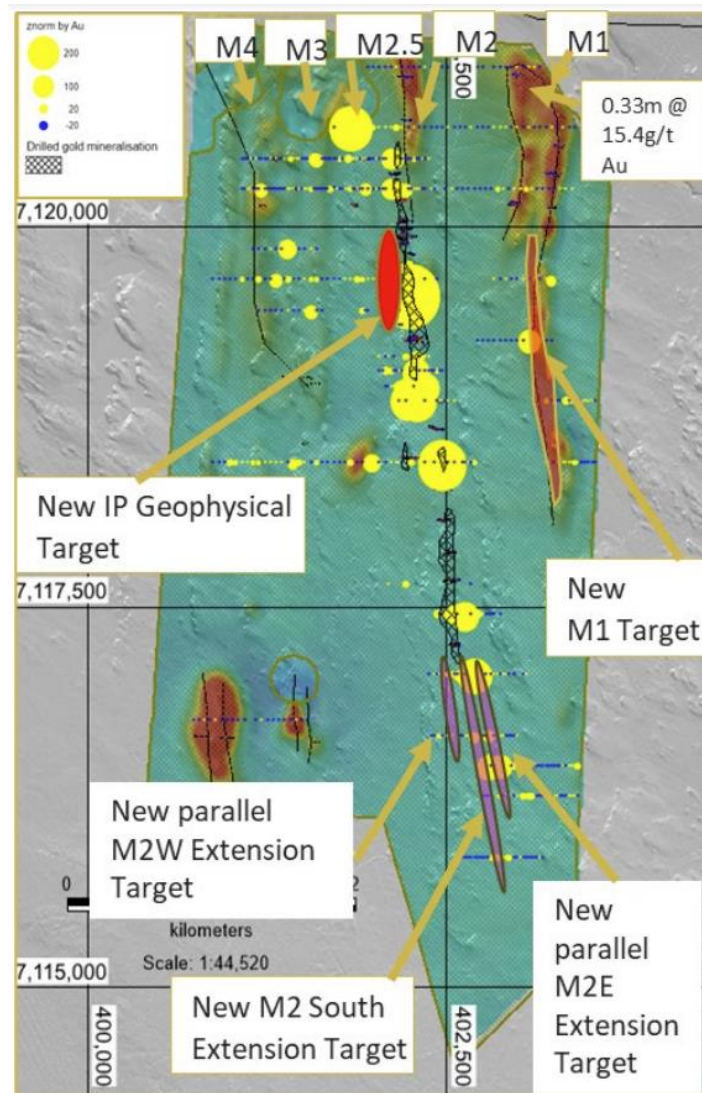 znorm by Au
200
100
20
-20
Drilled gold mineralisation
M4
M3
M2.5
M2
M1
0.33m @
15.4g/t
Au
7,120,000
New IP Geophysical
Target
New
M1 Target
7,117,500
New parallel
M2W Extension
Target
0
2
kilometers
Scale: 1:44,520
New
parallel
M2E
Extension
Target
7,115,000
New M2 South
Extension Target
400,000
402,500